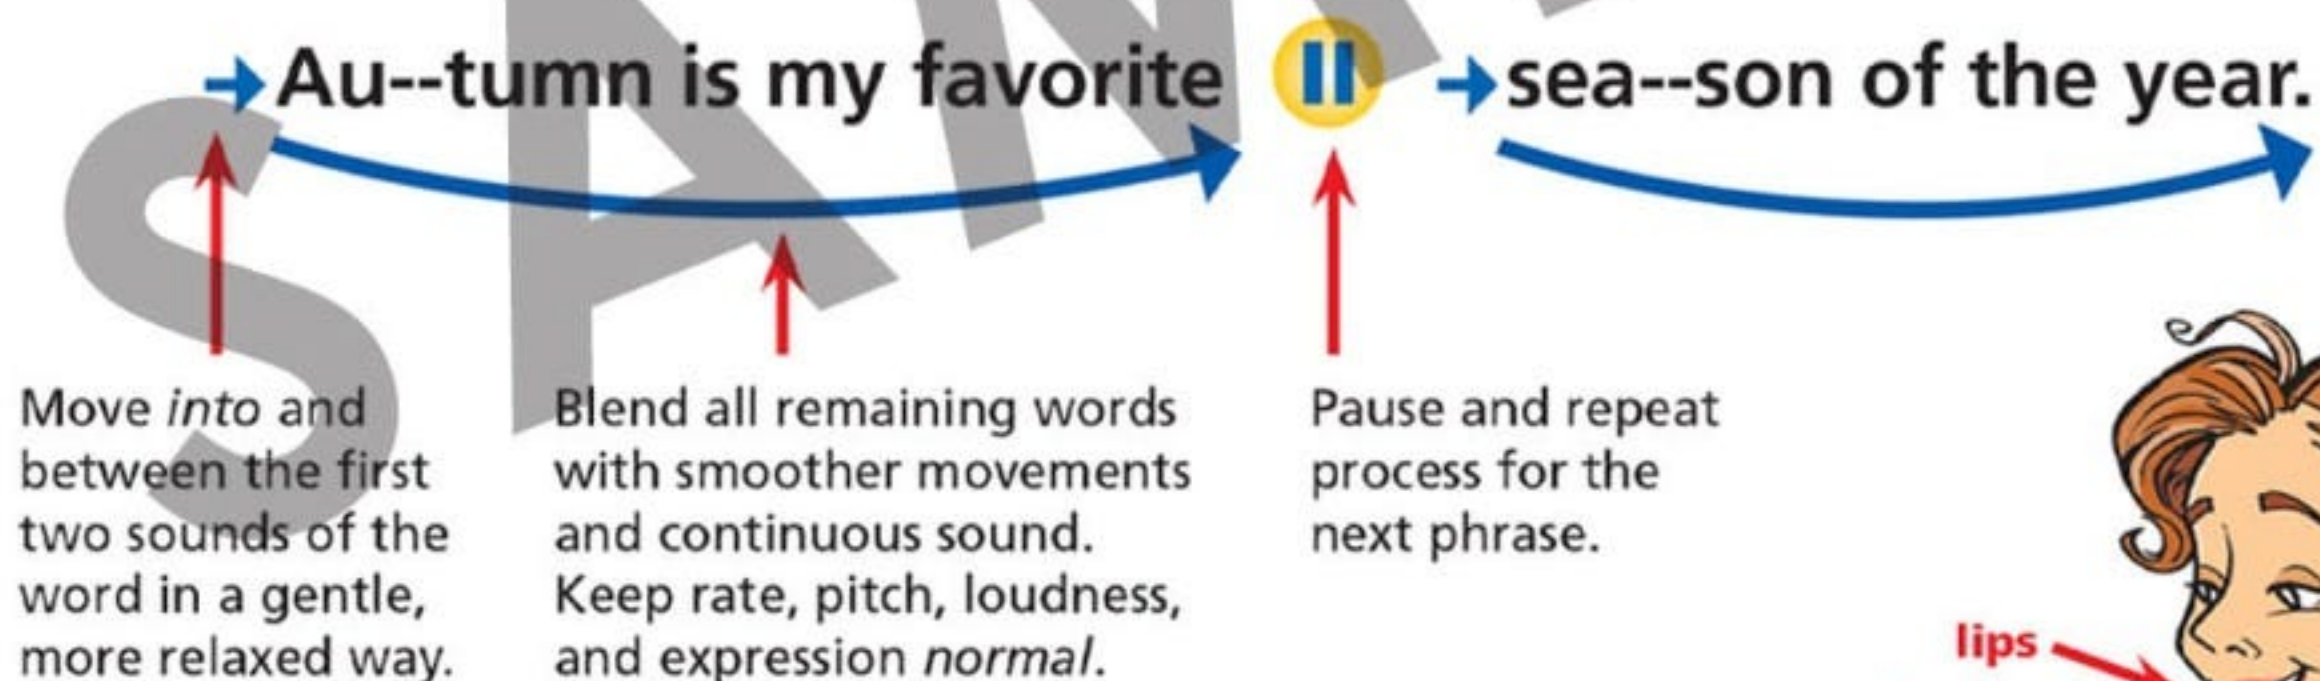 Au--tumn is my favorite sea--son of the year.
Move into and
between the first
two sounds of the
word in a gentle,
more relaxed way.
Blend all remaining words
with smoother movements
and continuous sound.
Keep rate, pitch, loudness,
and expression normal.
Pause and repeat
process for the
next phrase.
lips